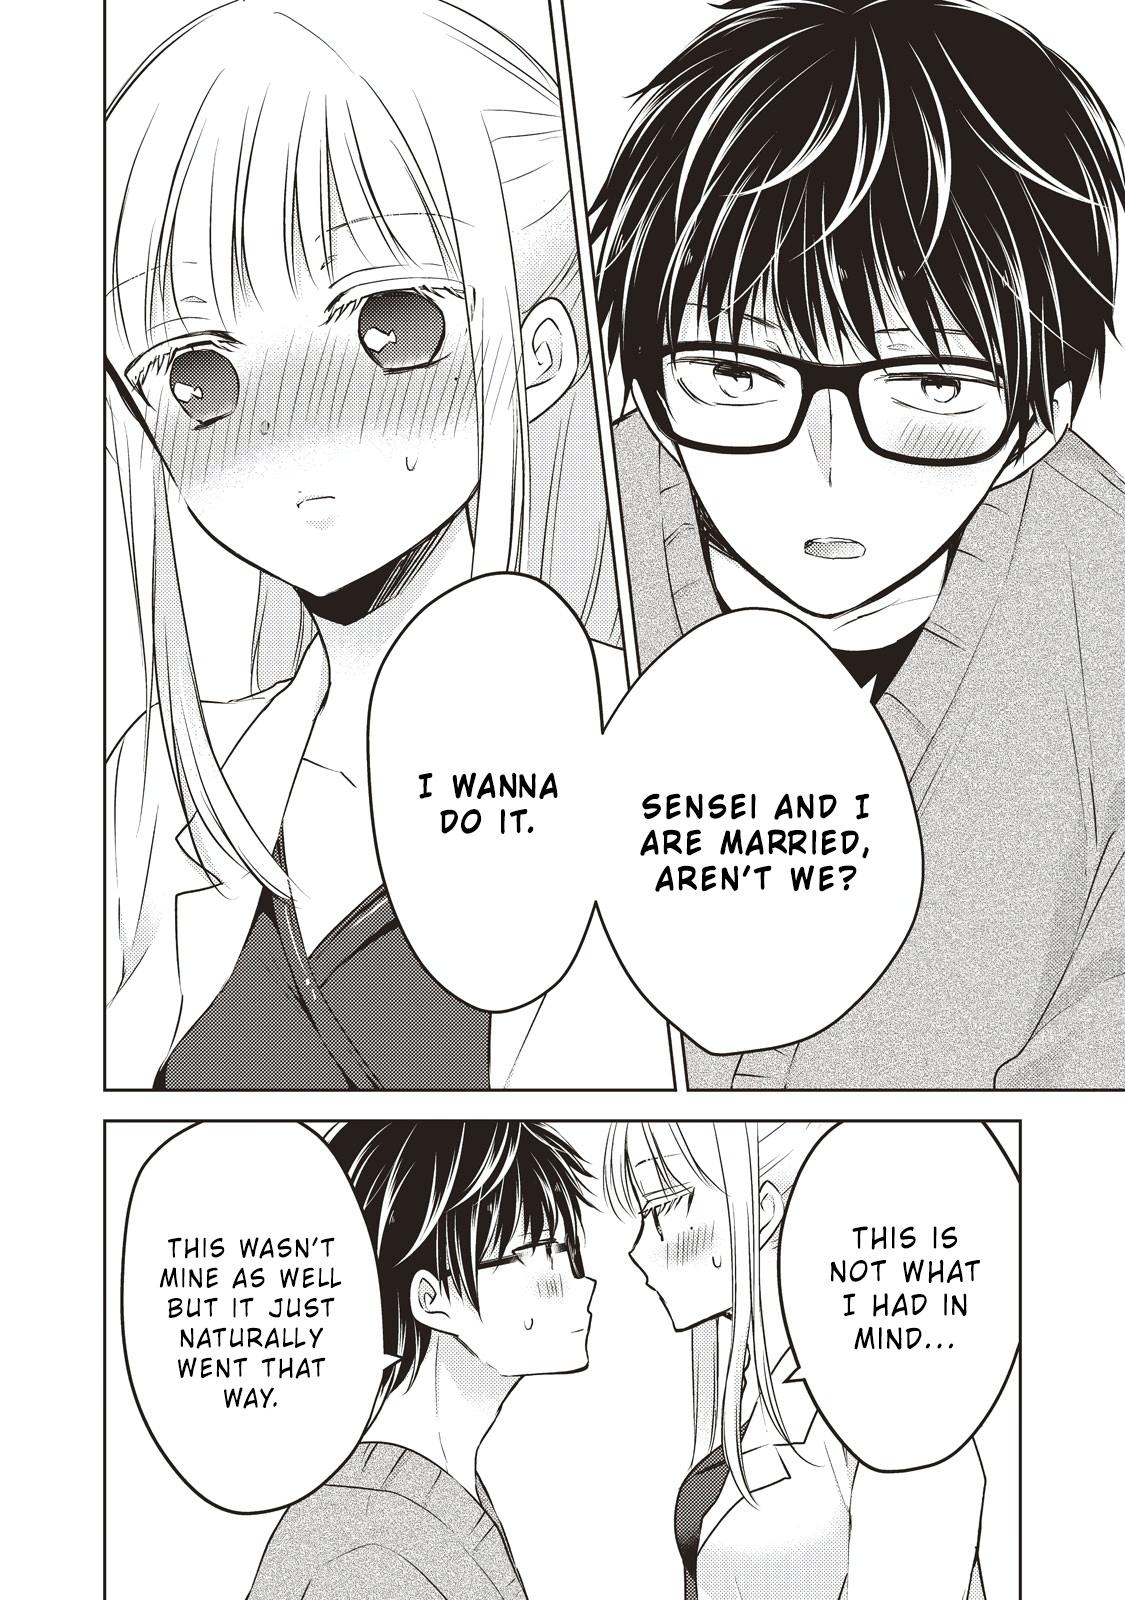 SENSEI AND I
ARE MARRIED,
AREN'T WE?
I WANNA
DO IT.
THIS IS
NOT WHAT
I HAD IN
MIND...
THIS WASN'T
MINE AS WELL
BUT IT JUST
NATURALLY
WENT THAT
WAY.